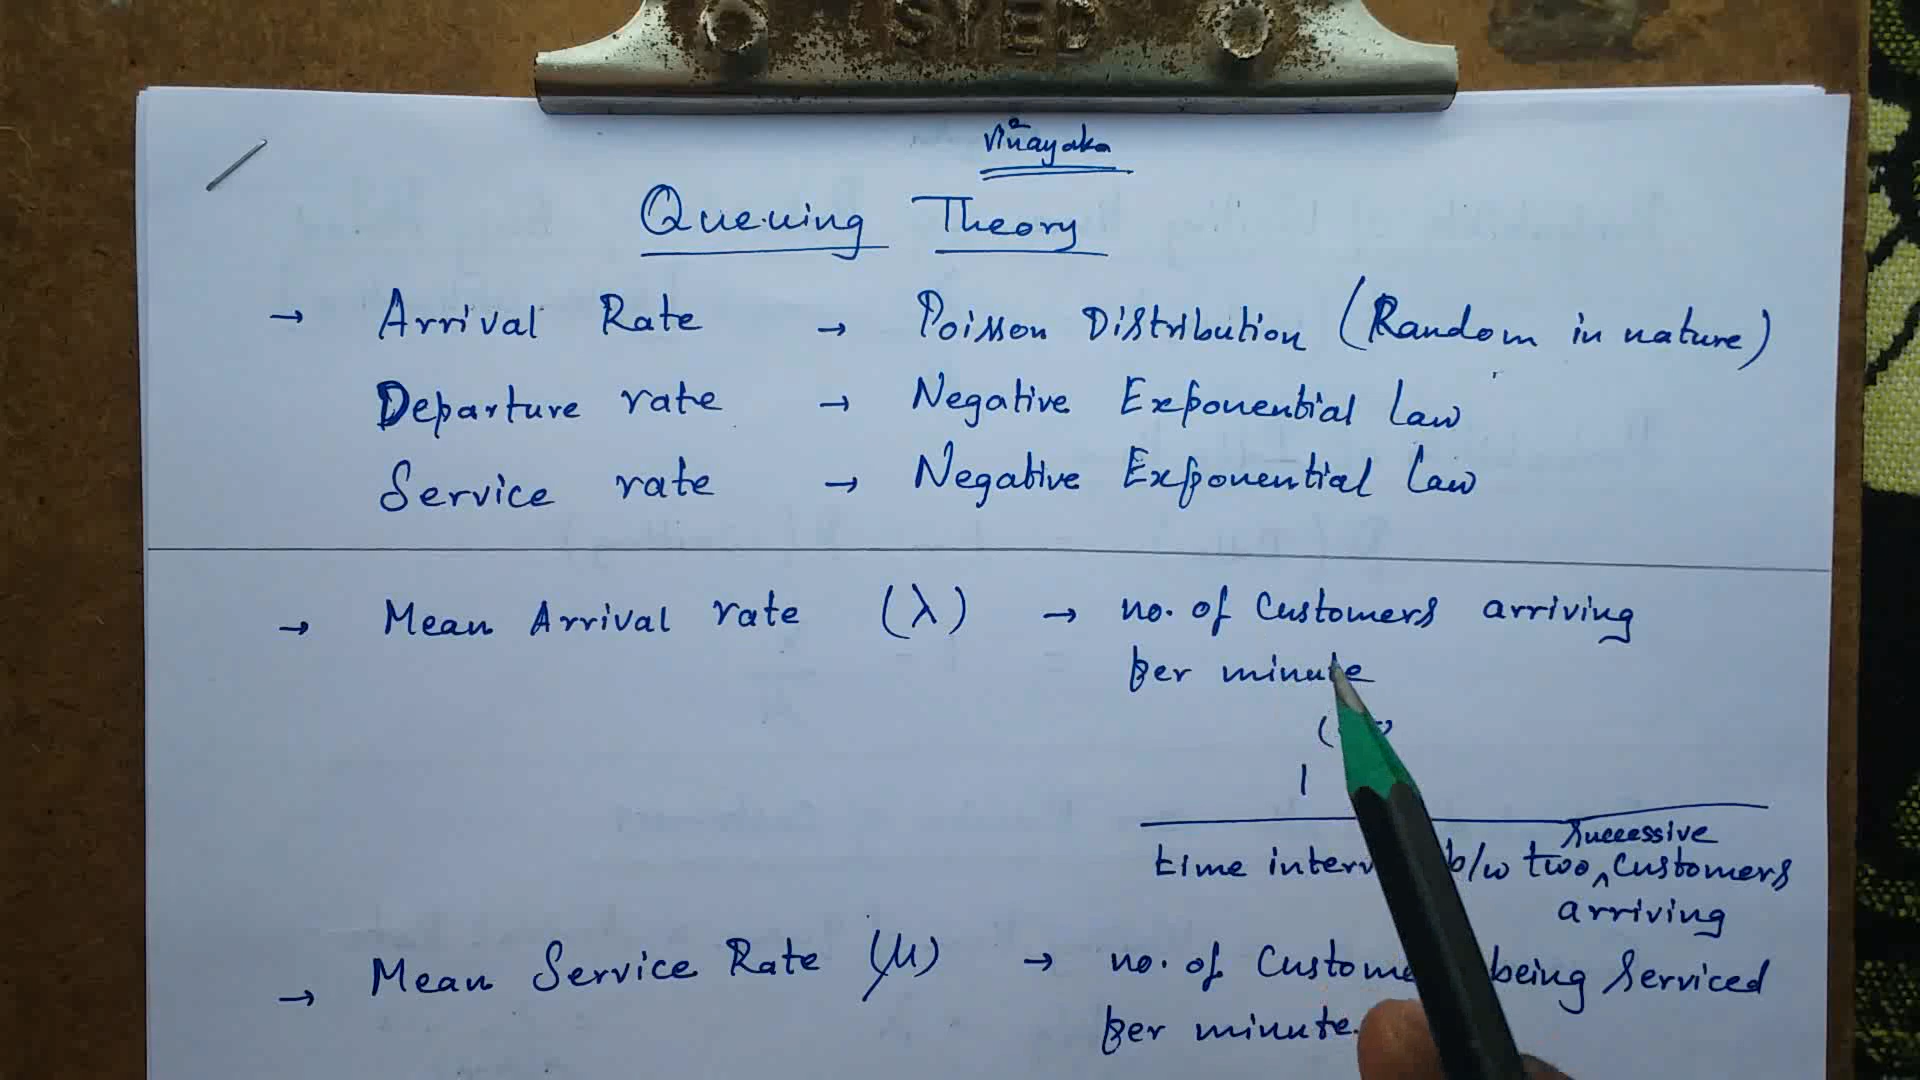 SYED
Vinayaka
Queuing Theory
→ Arrival Rate → Poisson Distribution (Random in nature)
Departure rate → Negative Exponential Law
Service rate → Negative Exponential Law
→ Mean Arrival rate (λ) → no. of Customers arriving
per minute
1
successive
time interv b/w two ^ Customers
arriving
→ Mean Service Rate (μ) → no. of Custome being serviced
per minute.